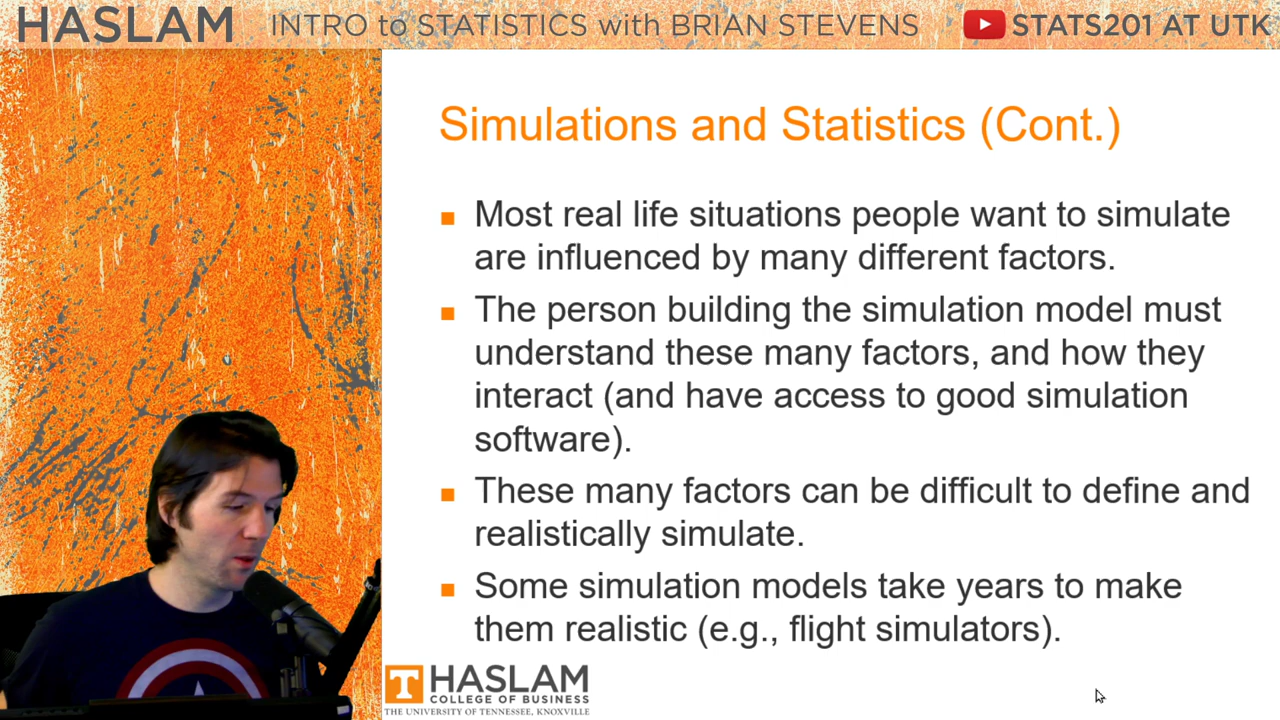 HASLAM INTRO to STATISTICS with BRIAN STEVENS STATS201 AT UTK
Simulations and Statistics (Cont.)
Most real life situations people want to simulate
are influenced by many different factors.
The person building the simulation model must
understand these many factors, and how they
interact (and have access to good simulation
software).
These many factors can be difficult to define and
realistically simulate.
Some simulation models take years to make
them realistic (e.g., flight simulators).
T HASLAM
COLLEGE OF BUSINESS
THE UNIVERSITY OF TENNESSEE, KNOXVILLE